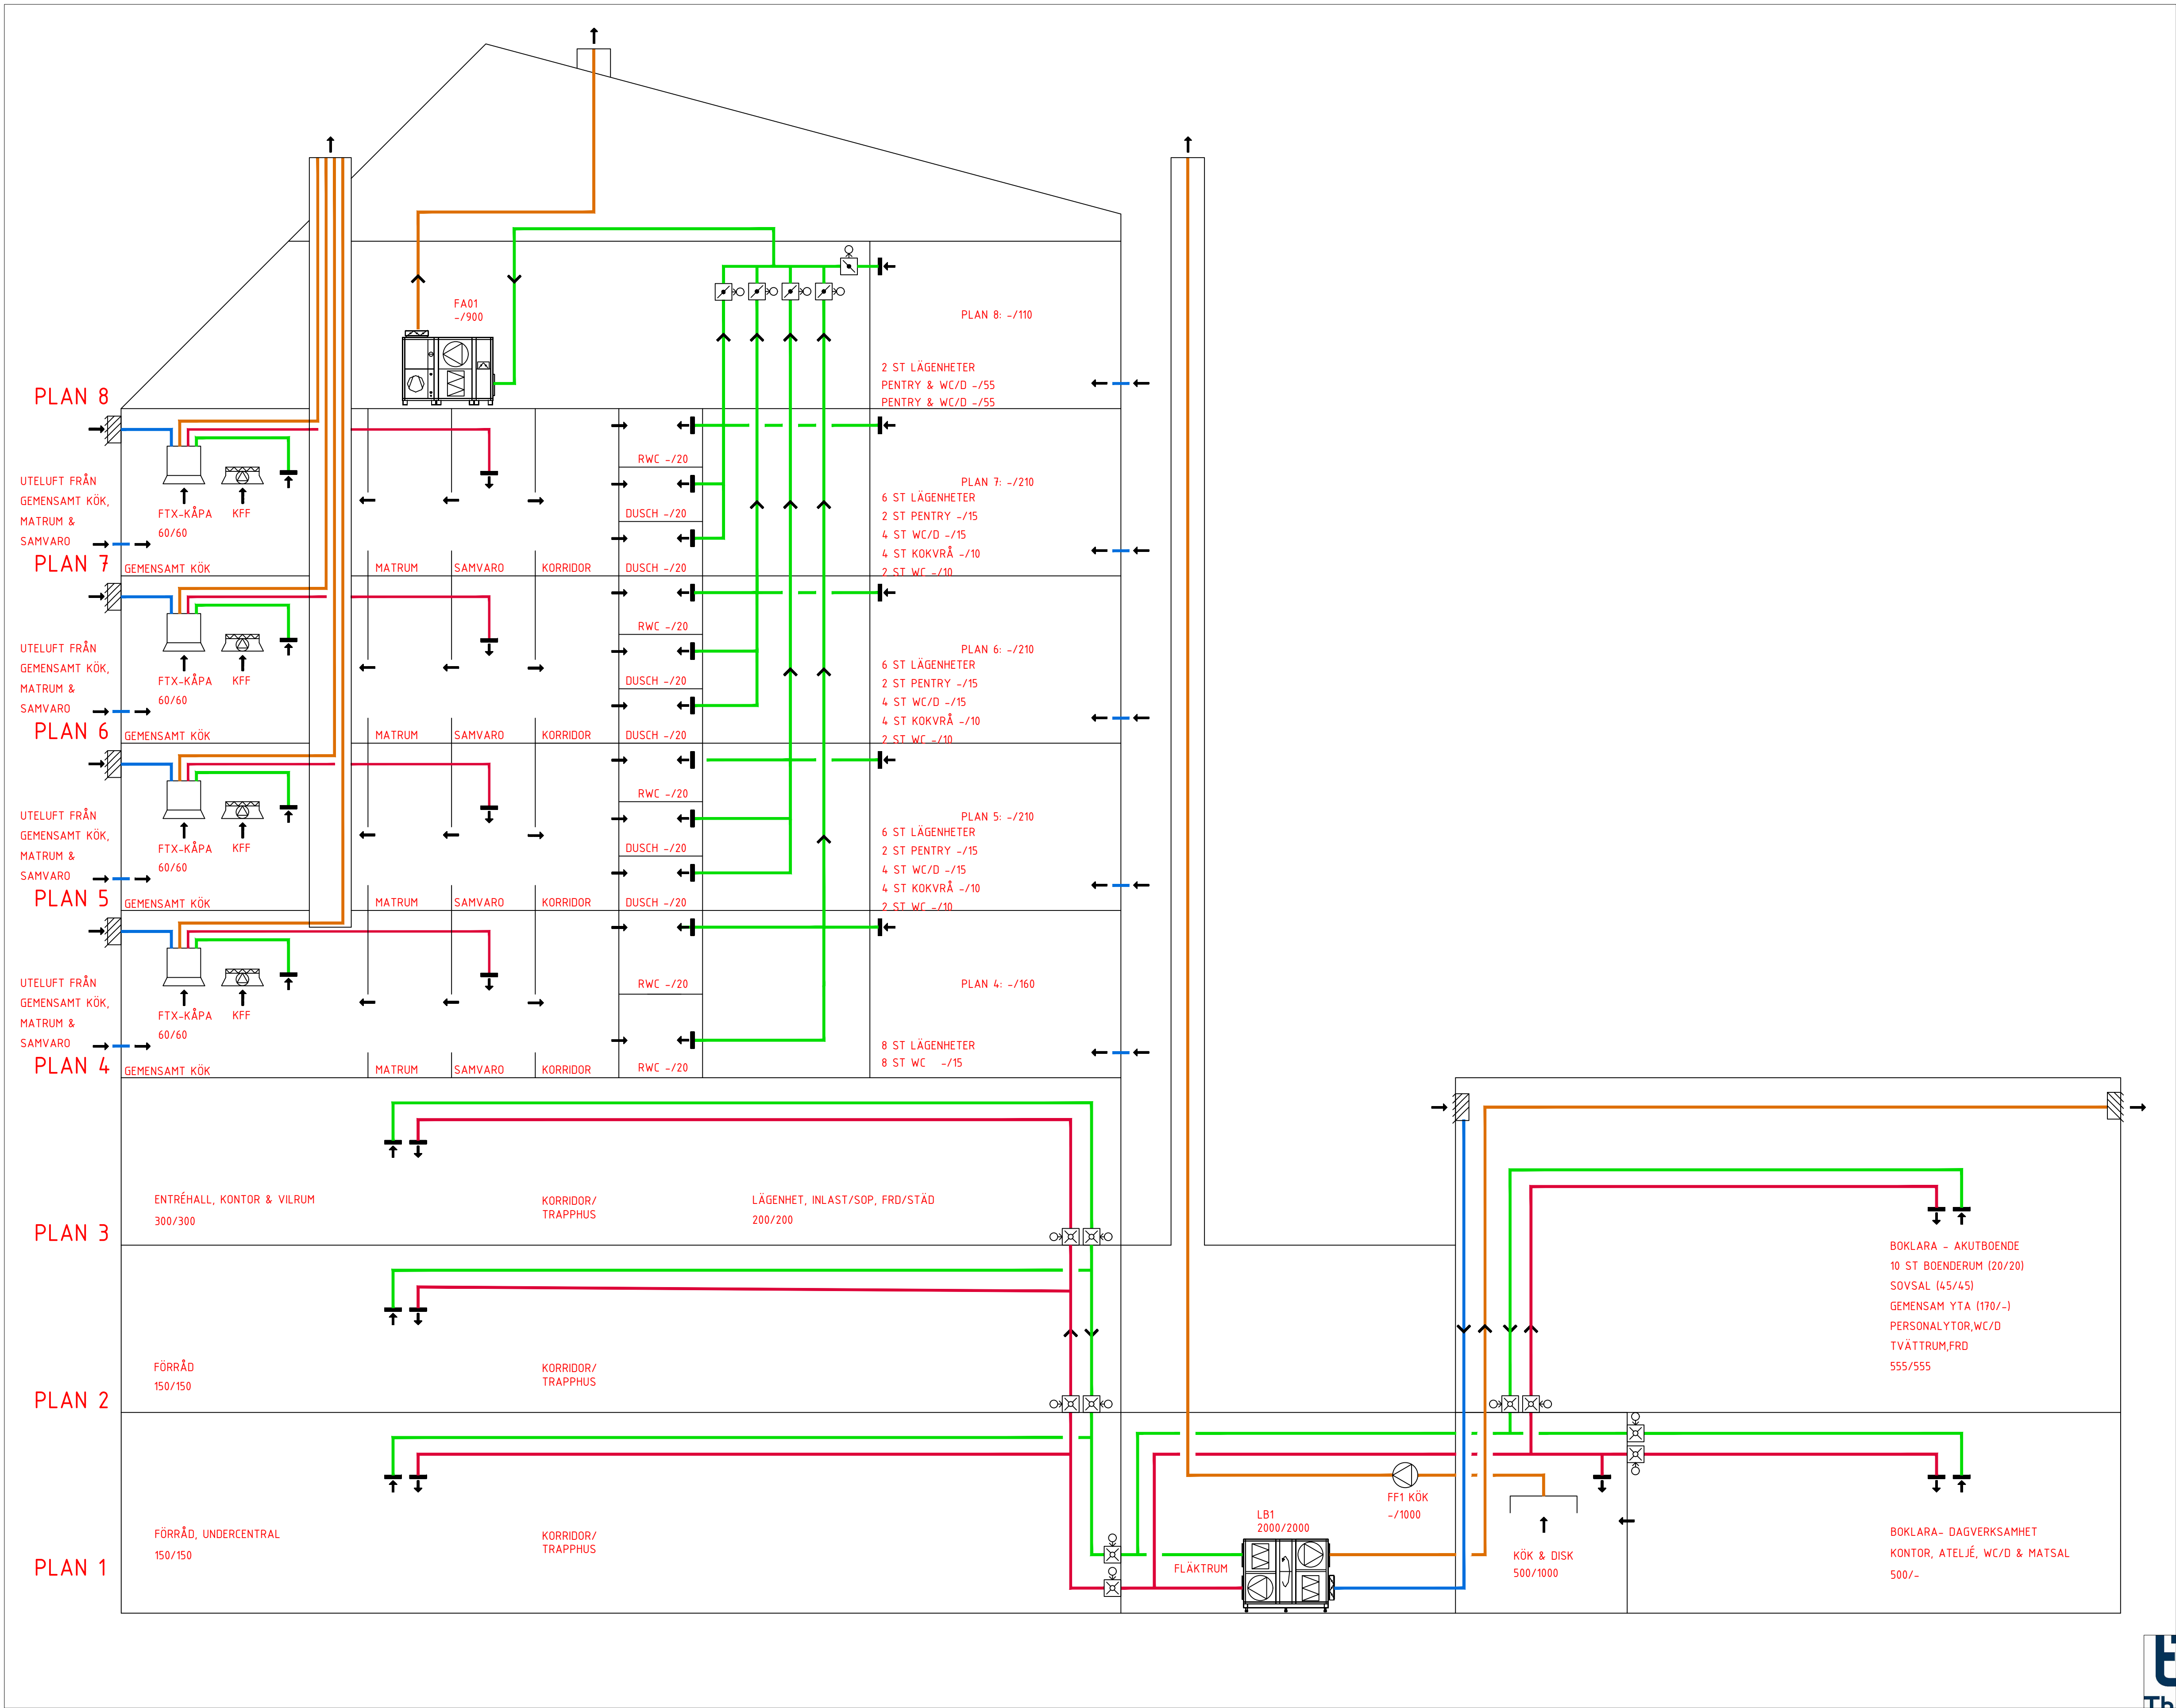 FA01
-/900
PLAN 8: -/110
2 ST LÄGENHETER
PENTRY & WC/D -/55
PENTRY & WC/D -/55
PLAN 8
UTELUFT FRÅN
GEMENSAMT KÖK,
MATRUM &
SAMVARO
FTX-KÅPA
60/60
KFF
RWC -/20
DUSCH -/20
PLAN 7: -/210
6 ST LÄGENHETER
2 ST PENTRY -/15
4 ST WC/D -/15
4 ST KOKVRÅ -/10
2 ST WC -/10
PLAN 7
GEMENSAMT KÖK
MATRUM
SAMVARO
KORRIDOR
DUSCH -/20
UTELUFT FRÅN
GEMENSAMT KÖK,
MATRUM &
SAMVARO
FTX-KÅPA
60/60
KFF
RWC -/20
DUSCH -/20
PLAN 6: -/210
6 ST LÄGENHETER
2 ST PENTRY -/15
4 ST WC/D -/15
4 ST KOKVRÅ -/10
2 ST WC -/10
PLAN 6
GEMENSAMT KÖK
MATRUM
SAMVARO
KORRIDOR
DUSCH -/20
UTELUFT FRÅN
GEMENSAMT KÖK,
MATRUM &
SAMVARO
FTX-KÅPA
60/60
KFF
RWC -/20
DUSCH -/20
PLAN 5: -/210
6 ST LÄGENHETER
2 ST PENTRY -/15
4 ST WC/D -/15
4 ST KOKVRÅ -/10
2 ST WC -/10
PLAN 5
GEMENSAMT KÖK
MATRUM
SAMVARO
KORRIDOR
DUSCH -/20
UTELUFT FRÅN
GEMENSAMT KÖK,
MATRUM &
SAMVARO
FTX-KÅPA
60/60
KFF
RWC -/20
PLAN 4: -/160
8 ST LÄGENHETER
8 ST WC -/15
PLAN 4
GEMENSAMT KÖK
MATRUM
SAMVARO
KORRIDOR
RWC -/20
ENTRÉHALL, KONTOR & VILRUM
300/300
KORRIDOR/
TRAPPHUS
LÄGENHET, INLAST/SOP, FRD/STÄD
200/200
PLAN 3
BOKLARA - AKUTBOENDE
10 ST BOENDERUM (20/20)
SOVSAL (45/45)
GEMENSAM YTA (170/-)
PERSONALYTOR,WC/D
TVÄTTRUM,FRD
555/555
FÖRRÅD
150/150
KORRIDOR/
TRAPPHUS
PLAN 2
FF1 KÖK
-/1000
LB1
2000/2000
FÖRRÅD, UNDERCENTRAL
150/150
KORRIDOR/
TRAPPHUS
FLÄKTRUM
KÖK & DISK
500/1000
BOKLARA- DAGVERKSAMHET
KONTOR, ATELJÉ, WC/D & MATSAL
500/-
PLAN 1